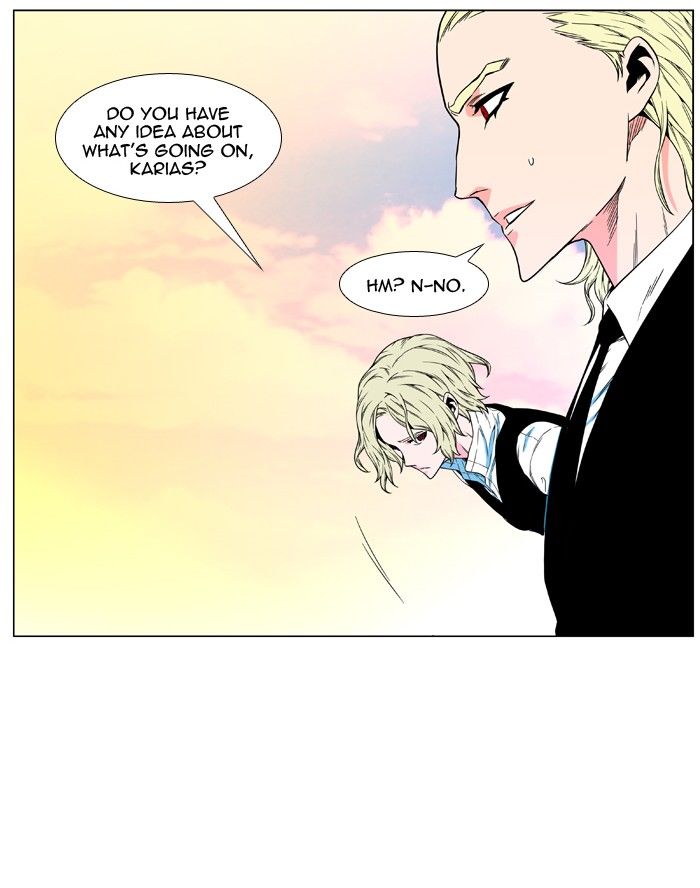 DO YOU HAVE
ANY IDEA ABOUT
WHAT'S GOING ON,
KARIAS?
HM? N-NO.